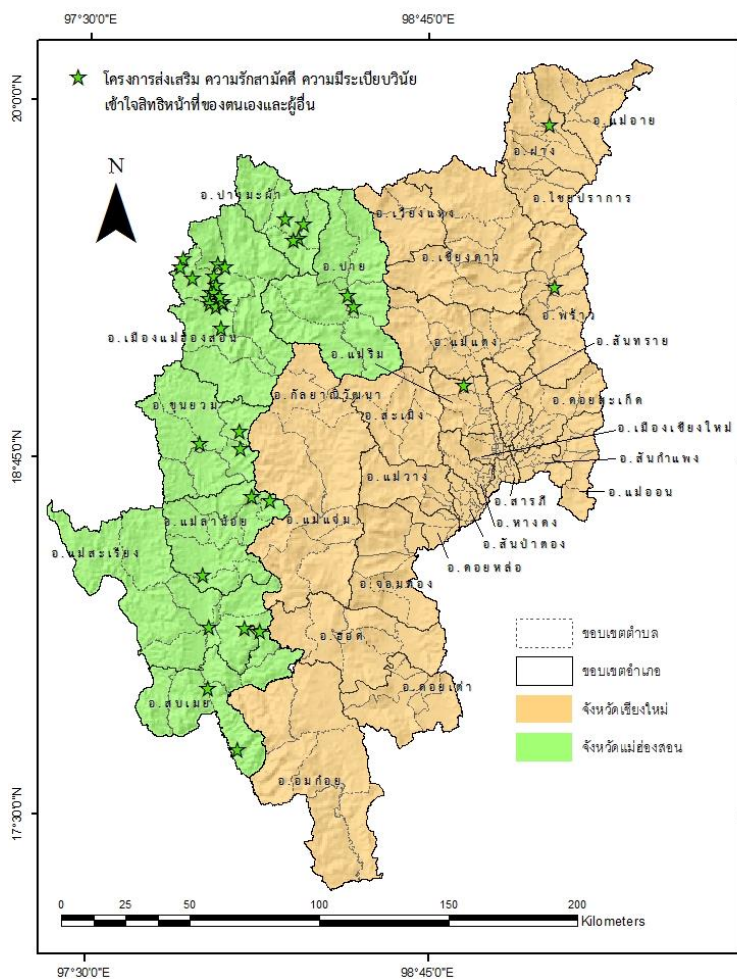 97°30'0"E
98°45'0"E
โครงการส่งเสริม ความรักสามัคคี ความมีระเบียบวินัย
เข้าใจสิทธิหน้าที่ของตนเองและผู้อื่น
20°0'0"N
20°0'0"N
N
อ.แม่อาย
อ.ฝาง
อ.ไชยปราการ
อ.ปางมะผ้า
อ.เวียงแหง
อ.เชียงดาว
อ.ปาย
อ.พร้าว
อ.เมืองแม่ฮ่องสอน
อ.แม่แตง
อ.สันทราย
อ.แม่ริม
อ.กัลยาณิวัฒนา
อ.สะเมิง
อ.ดอยสะเก็ด
อ.ขุนยวม
อ.เมืองเชียงใหม่
18°45'0"N
18°45'0"N
อ.สันกำแพง
อ.แม่วาง
อ.แม่ออน
อ.สารภี
อ.แม่ลาน้อย
อ.แม่แจ่ม
อ.หางดง
อ.สันป่าตอง
อ.แม่สะเรียง
อ.ดอยหล่อ
อ.จอมทอง
อ.ฮอด
ขอบเขตตำบล
ขอบเขตอำเภอ
อ.ดอยเต่า
อ.สบเมย
จังหวัดเชียงใหม่
จังหวัดแม่ฮ่องสอน
อ.อมก๋อย
17°30'0"N
17°30'0"N
0 25 50 100 150 200
Kilometers
97°30'0"E
98°45'0"E